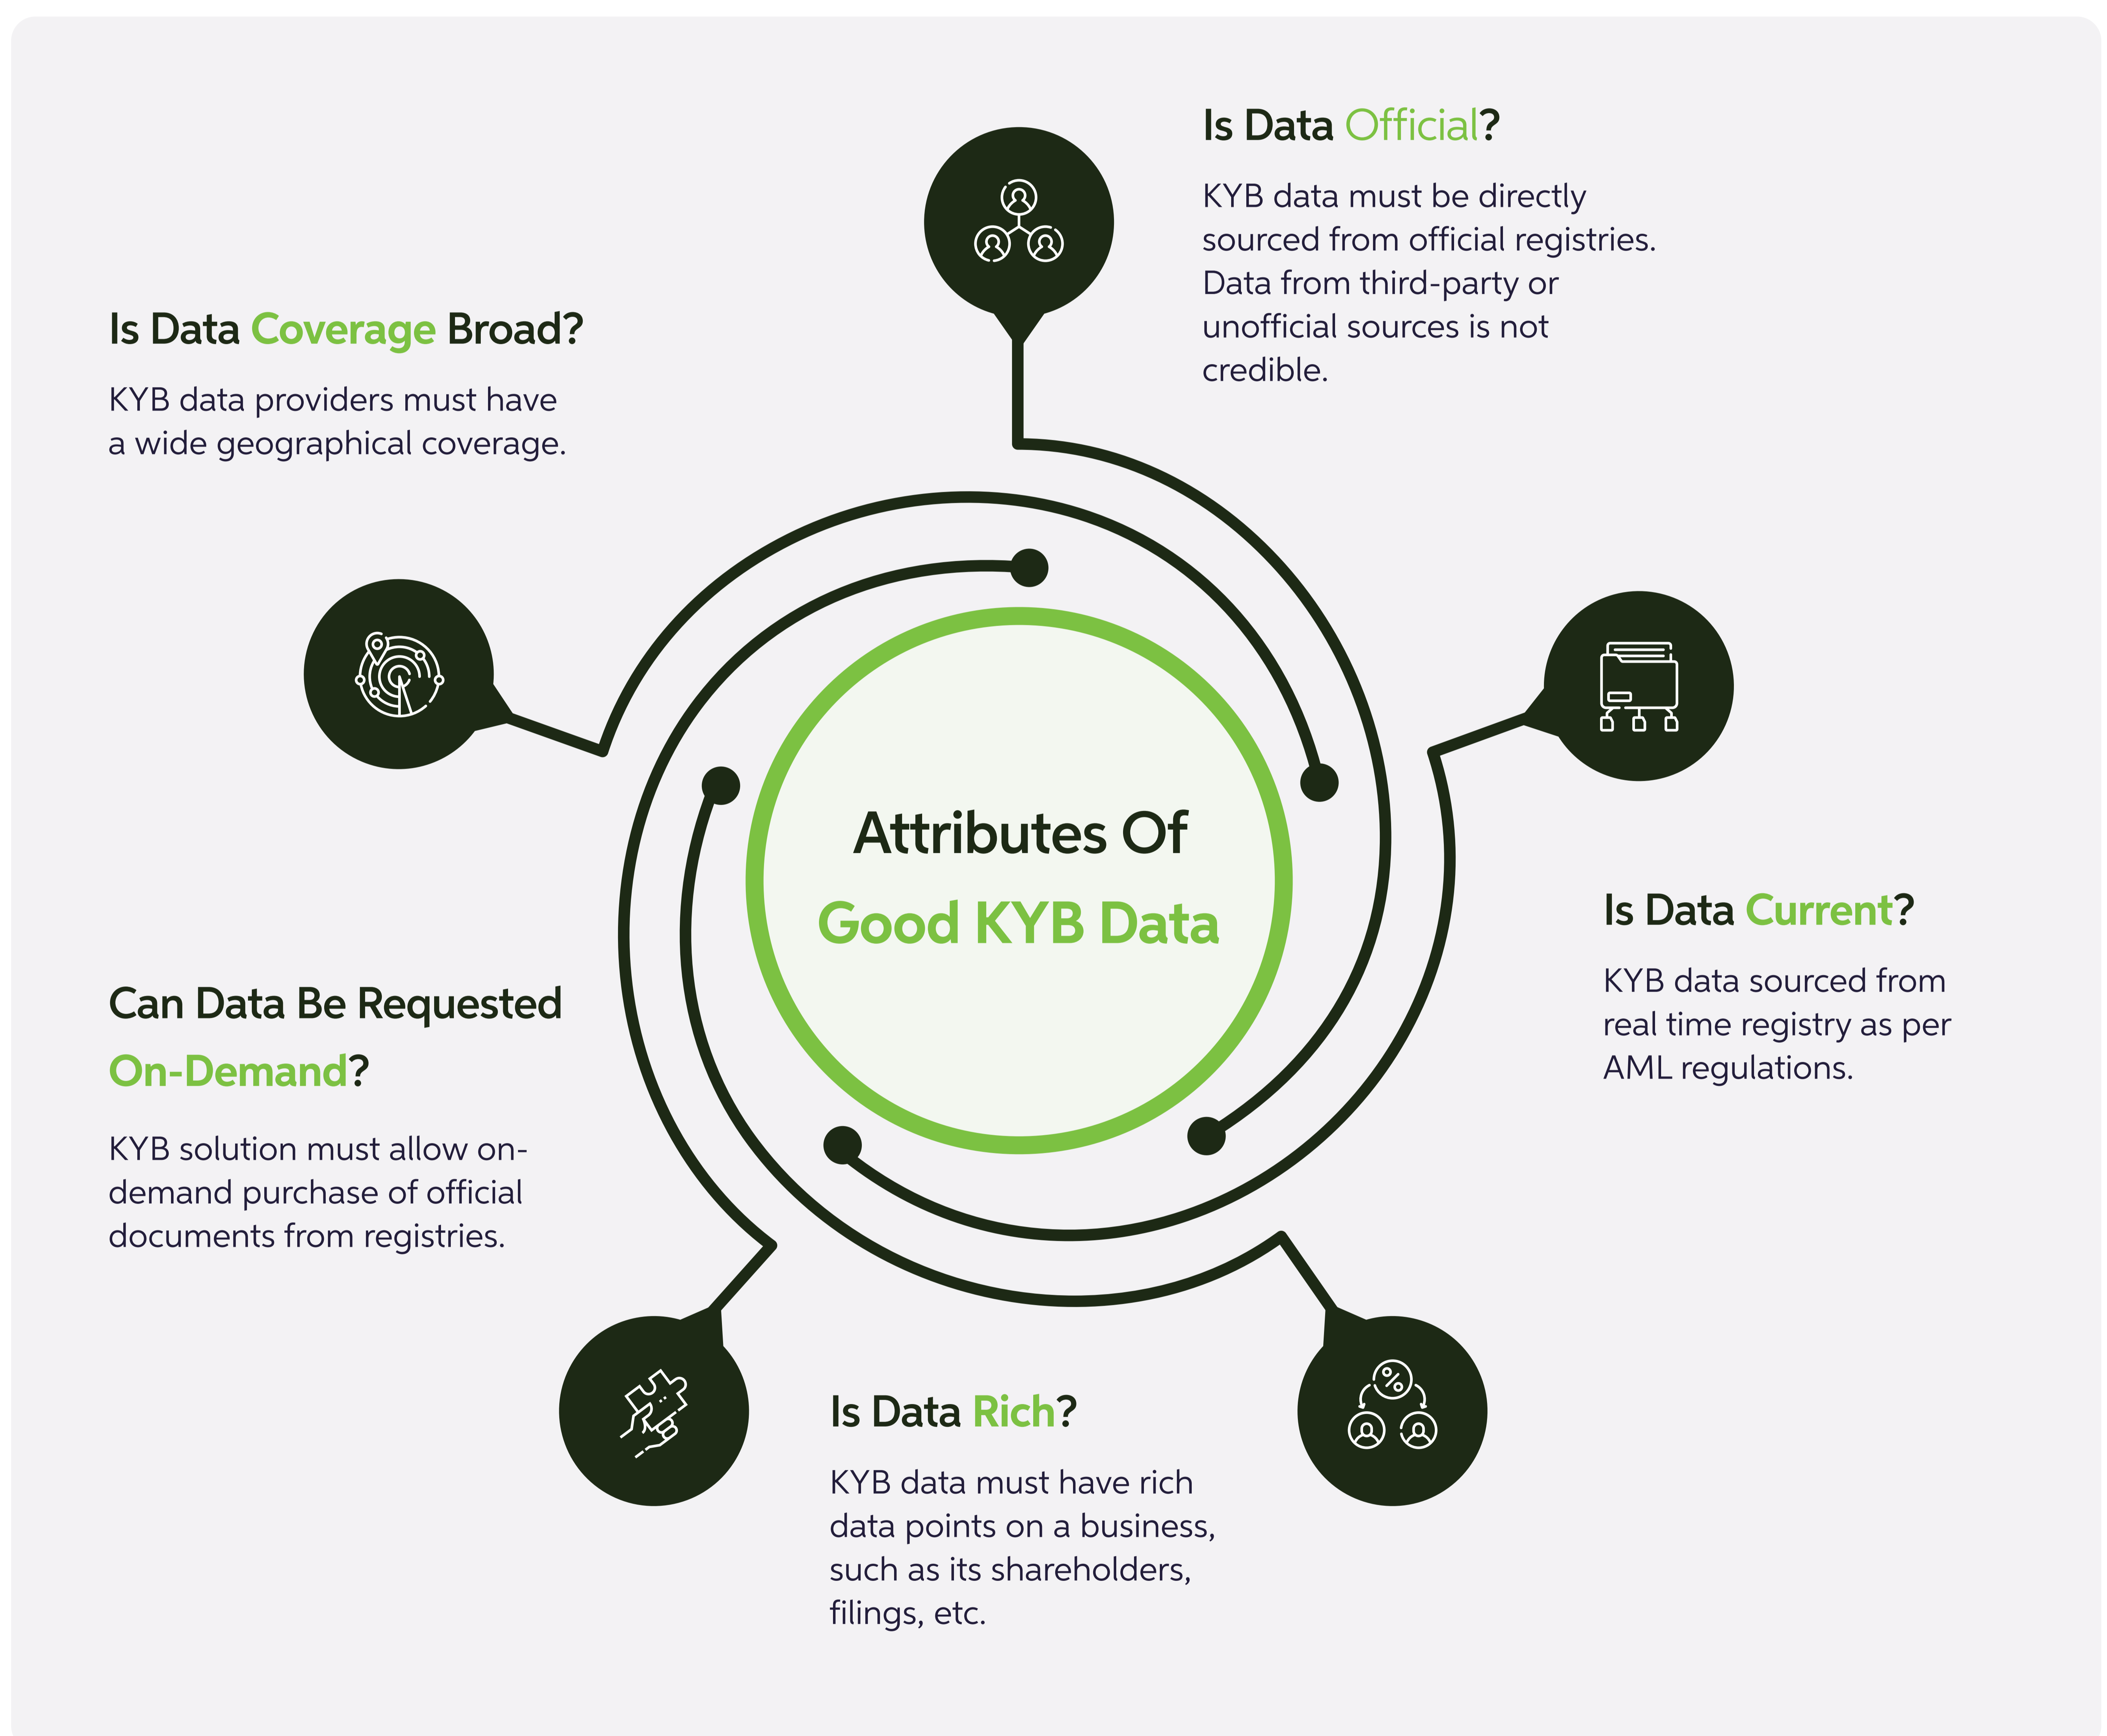 Is Data Official?
KYB data must be directly
sourced from official registries.
Data from third-party or
unofficial sources is not
credible.
Is Data Coverage Broad?
KYB data providers must have
a wide geographical coverage.
Attributes Of
Good KYB Data
Is Data Current?
KYB data sourced from
real time registry as per
AML regulations.
Can Data Be Requested
On-Demand?
KYB solution must allow on-
demand purchase of official
documents from registries.
Is Data Rich?
KYB data must have rich
data points on a business,
such as its shareholders,
filings, etc.
%